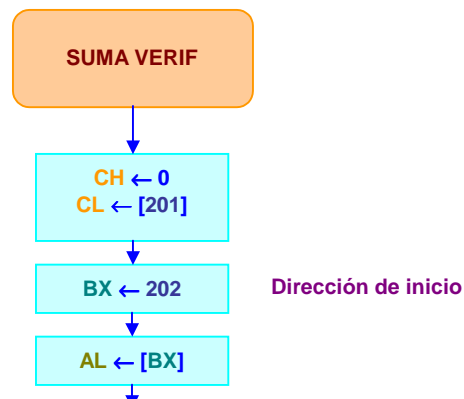 SUMA VERIF
CH ← 0
CL ← [201]
BX ← 202
Dirección de inicio
AL ← [BX]